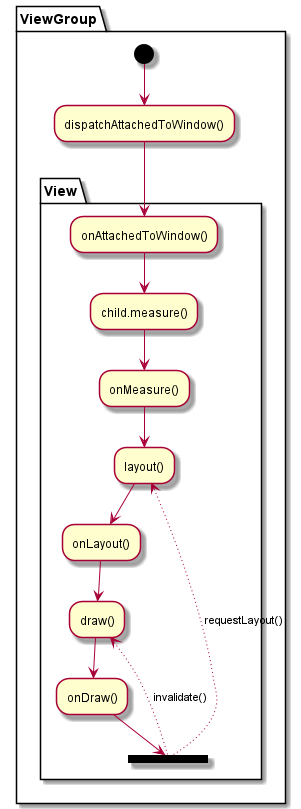 ViewGroup
dispatchAttachedToWindow()
View
onAttachedToWindow()
child.measure()
onMeasure()
layout()
onLayout()
requestLayout()
draw()
onDraw()
invalidate()